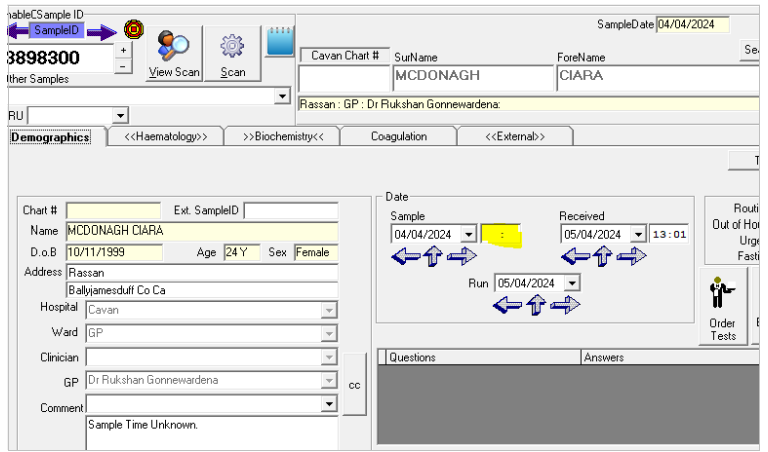 nableCSample ID
SampleID
SampleDate 04/04/2024
3898300
+
-
View Scan
Scan
Cavan Chart #
SurName
ForeName
Se
ther Samples
MCDONAGH
CIARA
Rassan : GP : Dr Rukshan Gonnewardena:
RU
Demographics
<<Haematology>>
>>Biochemistry<<
Coagulation
<<External>>
T
Chart #
Ext. SampleID
Name MCDONAGH CIARA
D.o.B 10/11/1999 Age 24 Y Sex Female
Address Rassan
Ballyjamesduff Co Ca
Hospital Cavan
Ward GP
Clinician
GP Dr Rukshan Gonnewardena
cc
Comment
Sample Time Unknown.
Date
Sample
Received
04/04/2024
:
05/04/2024
13:01
Run 05/04/2024
Routi
Out of Ho
Urge
Fasti
Order
Tests
Questions
Answers